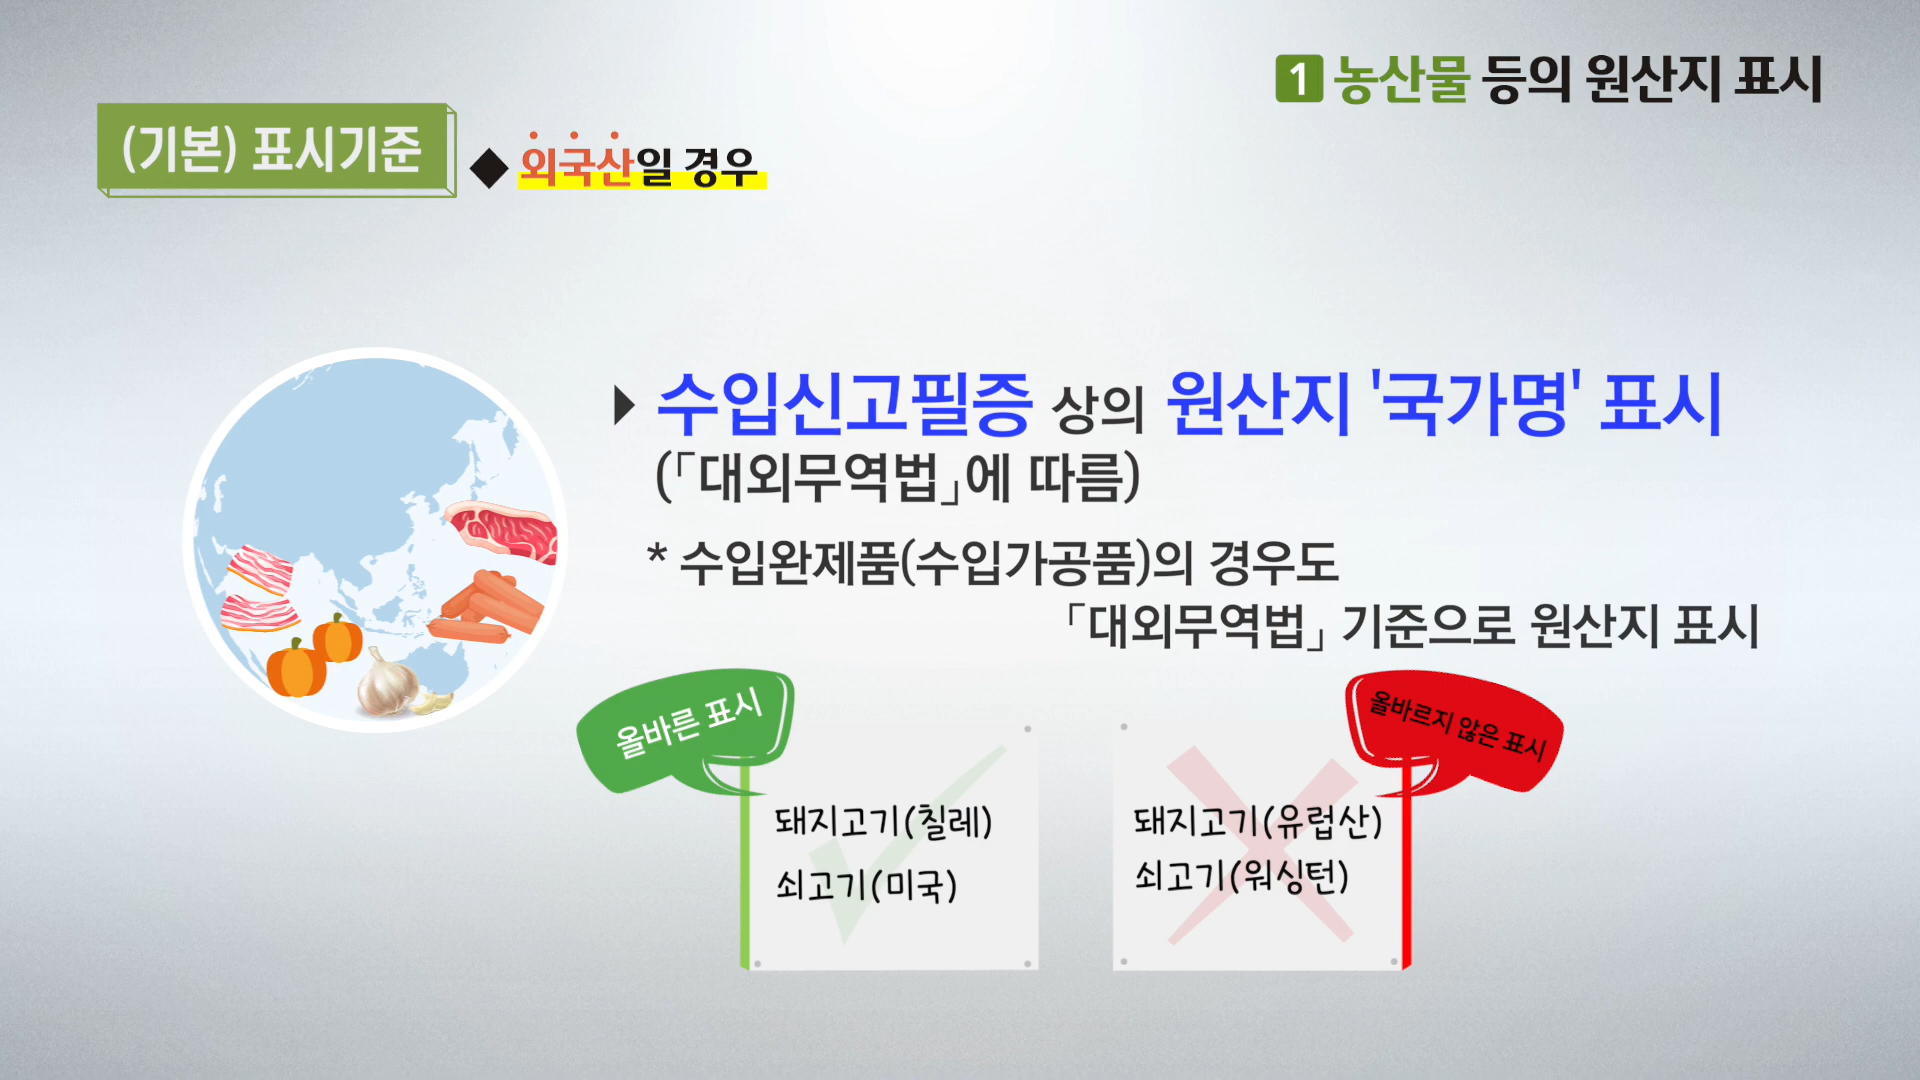 1 농산물 등의 원산지 표시
(기본) 표시기준
◆ 외국산일 경우
▶ 수입신고필증 상의 원산지 '국가명' 표시
(「대외무역법」에 따름)
* 수입완제품(수입가공품)의 경우도
「대외무역법」 기준으로 원산지 표시
올바른 표시
돼지고기(칠레)
쇠고기(미국)
올바르지 않은 표시
돼지고기(유럽산)
쇠고기(워싱턴)